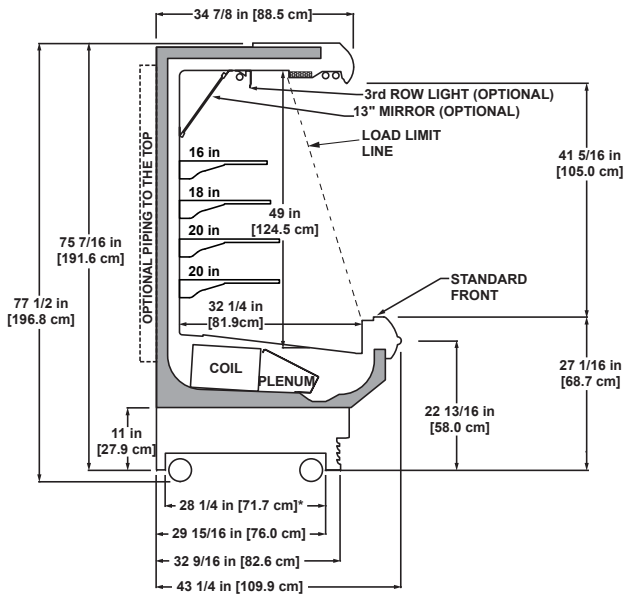 34 7/8 in [88.5 cm]
3rd ROW LIGHT (OPTIONAL)
13" MIRROR (OPTIONAL)
LOAD LIMIT
LINE
OPTIONAL PIPING TO THE TOP
16 in
18 in
20 in
20 in
49 in
[124.5 cm]
41 5/16 in
[105.0 cm]
75 7/16 in
[191.6 cm]
77 1/2 in
[196.8 cm]
32 1/4 in
[81.9cm]
STANDARD
FRONT
COIL
PLENUM
27 1/16 in
[68.7 cm]
22 13/16 in
[58.0 cm]
11 in
[27.9 cm]
28 1/4 in [71.7 cm]*
29 15/16 in [76.0 cm]
32 9/16 in [82.6 cm]
43 1/4 in [109.9 cm]